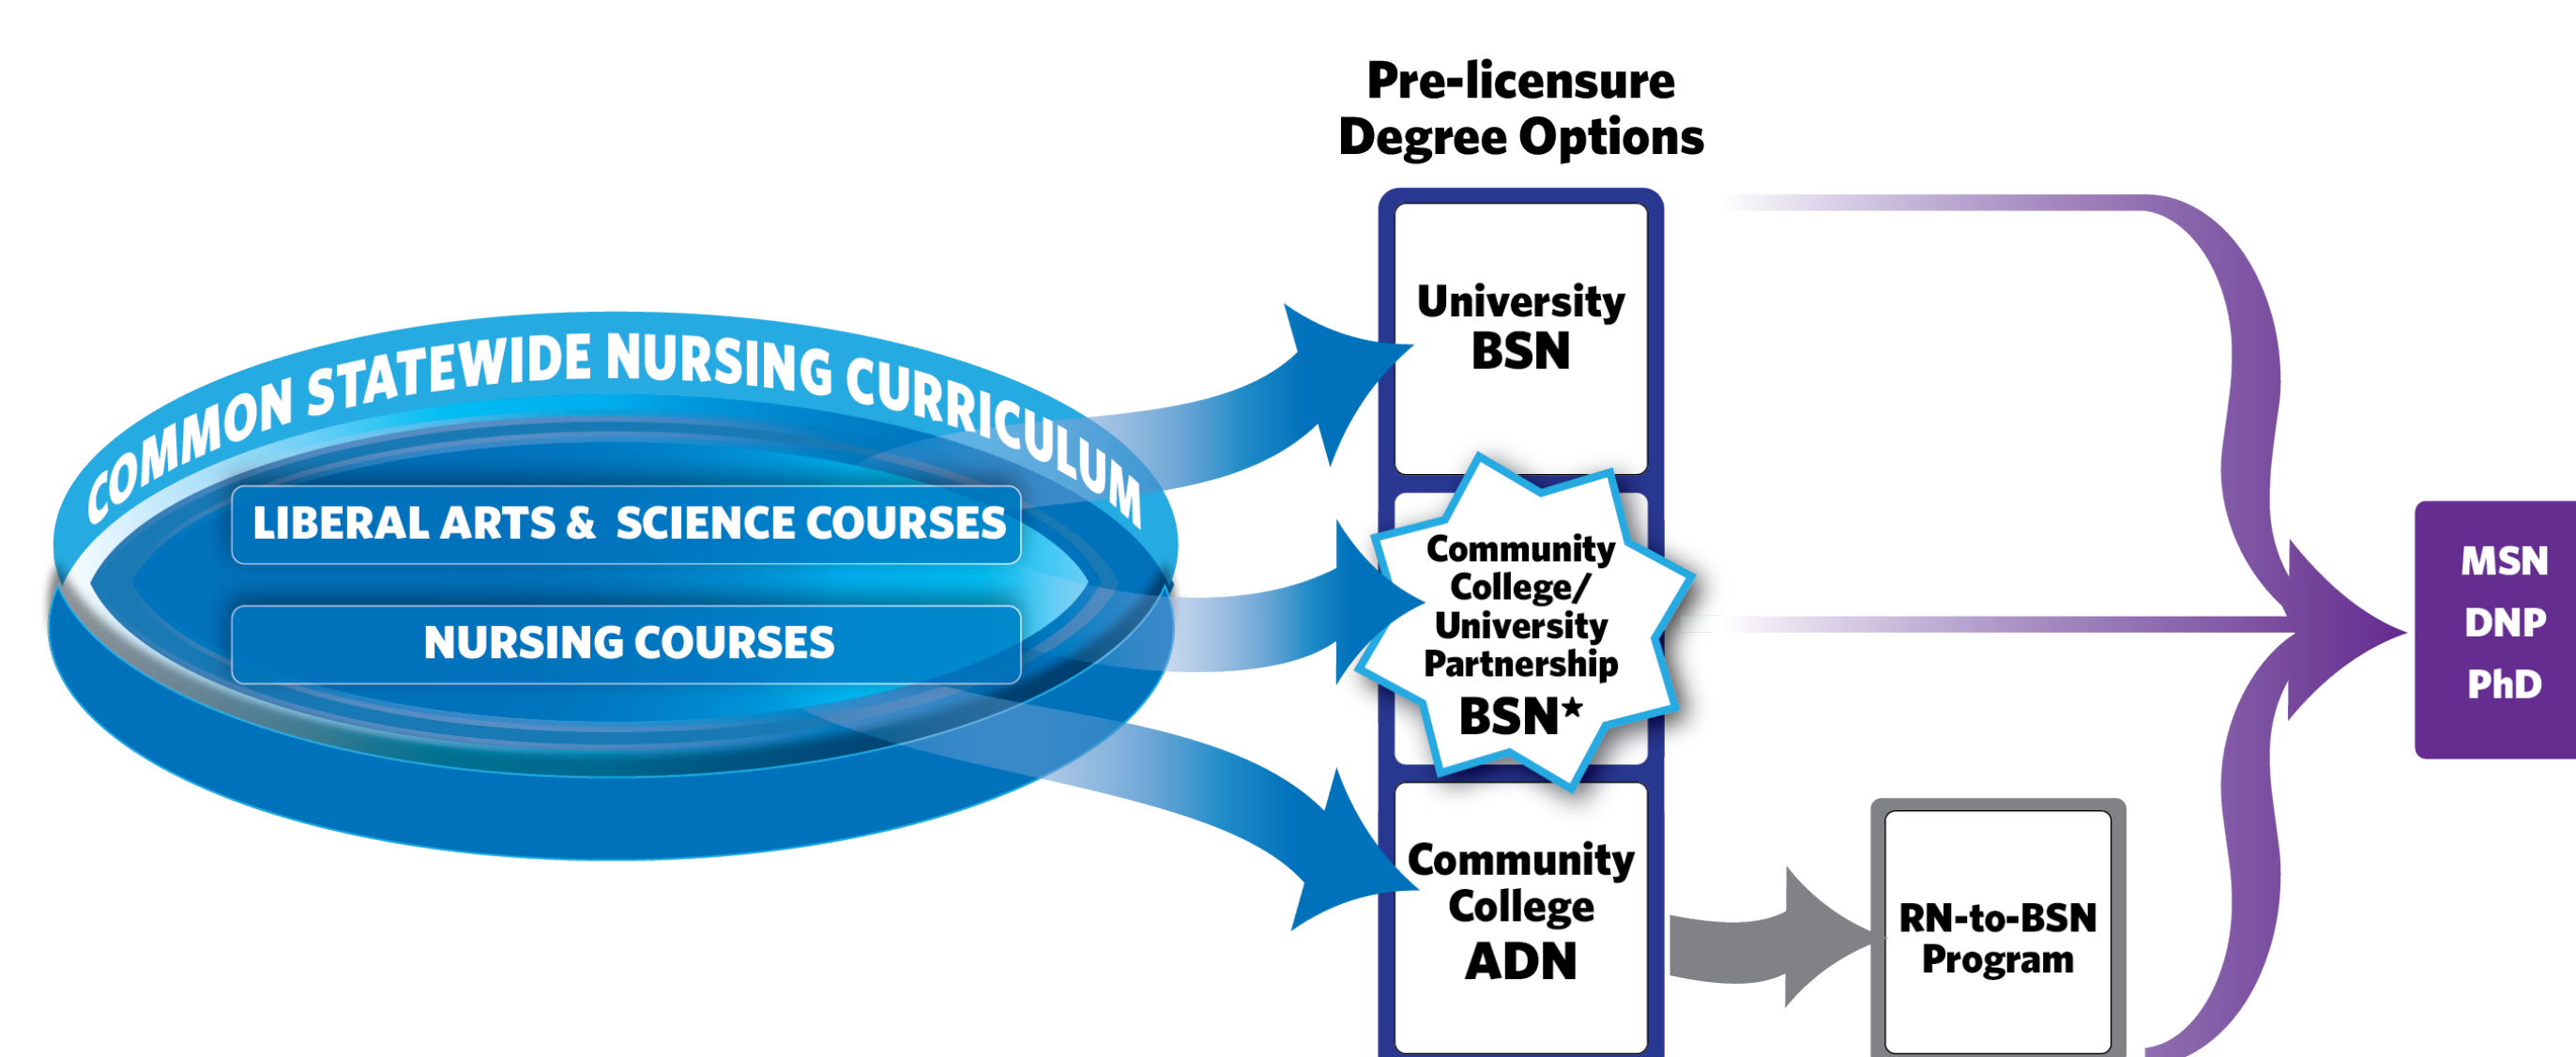 Pre-licensure
Degree Options
COMMON STATEWIDE NURSING CURRICULUM
LIBERAL ARTS & SCIENCE COURSES
NURSING COURSES
University
BSN
Community
College/
University
Partnership
BSN★
Community
College
ADN
RN-to-BSN
Program
MSN
DNP
PhD